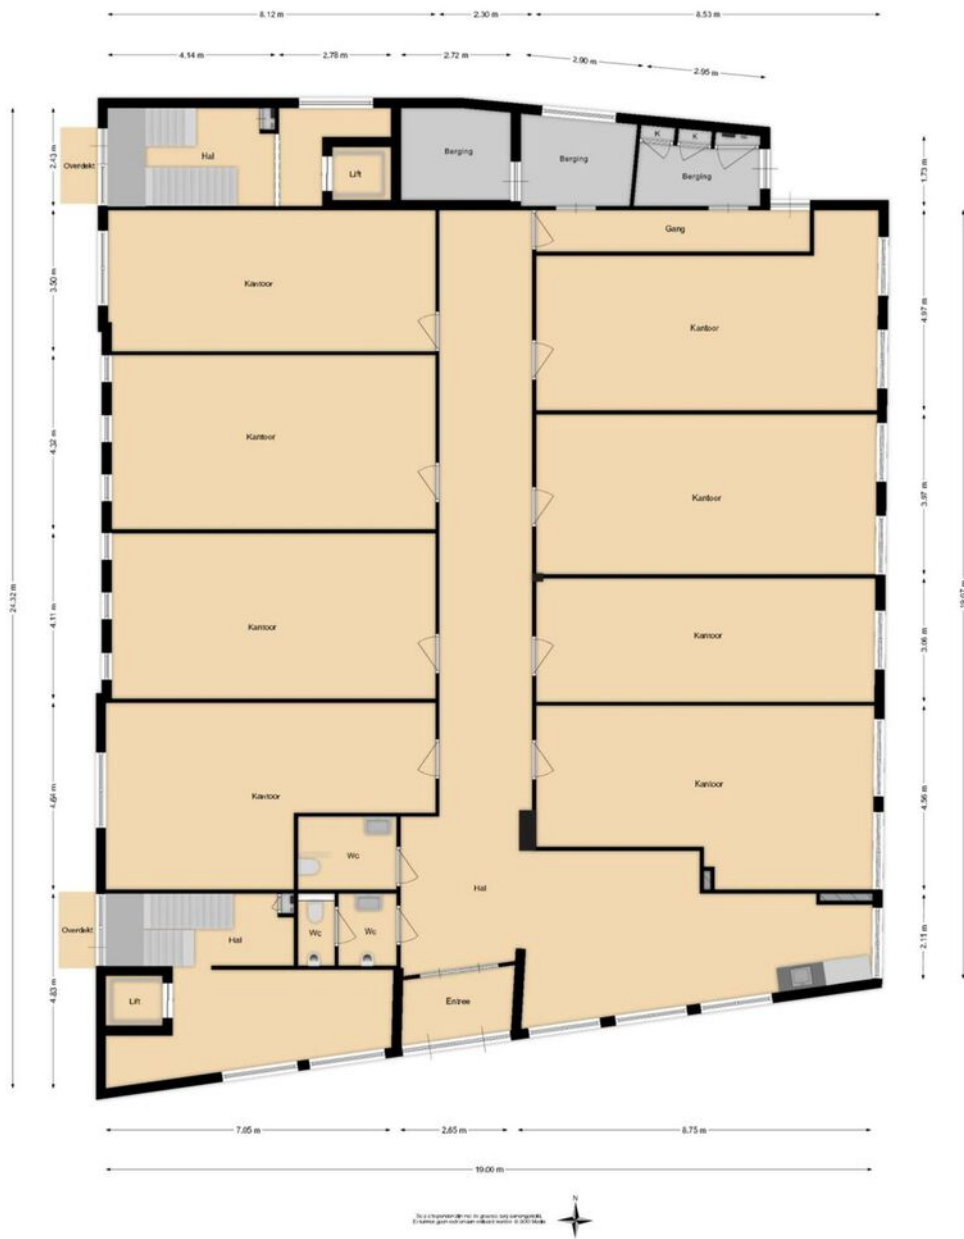 8.12 m 2.30 m 8.53 m
4.14 m 2.78 m 2.72 m 2.90 m 2.95 m
Overdekt
Hal
Lift
Berging
Berging
K K
Berging
2.43 m
1.73 m
Gang
Kantoor
3.50 m
Kantoor
4.97 m
Kantoor
4.32 m
Kantoor
3.97 m
24.32 m
19.07 m
Kantoor
4.11 m
Kantoor
3.06 m
Kantoor
4.64 m
Kantoor
4.56 m
Wc
Hal
Overdekt
Hal
Wc
Wc
2.11 m
Lift
Entree
4.83 m
7.05 m 2.65 m 8.75 m
19.00 m
N